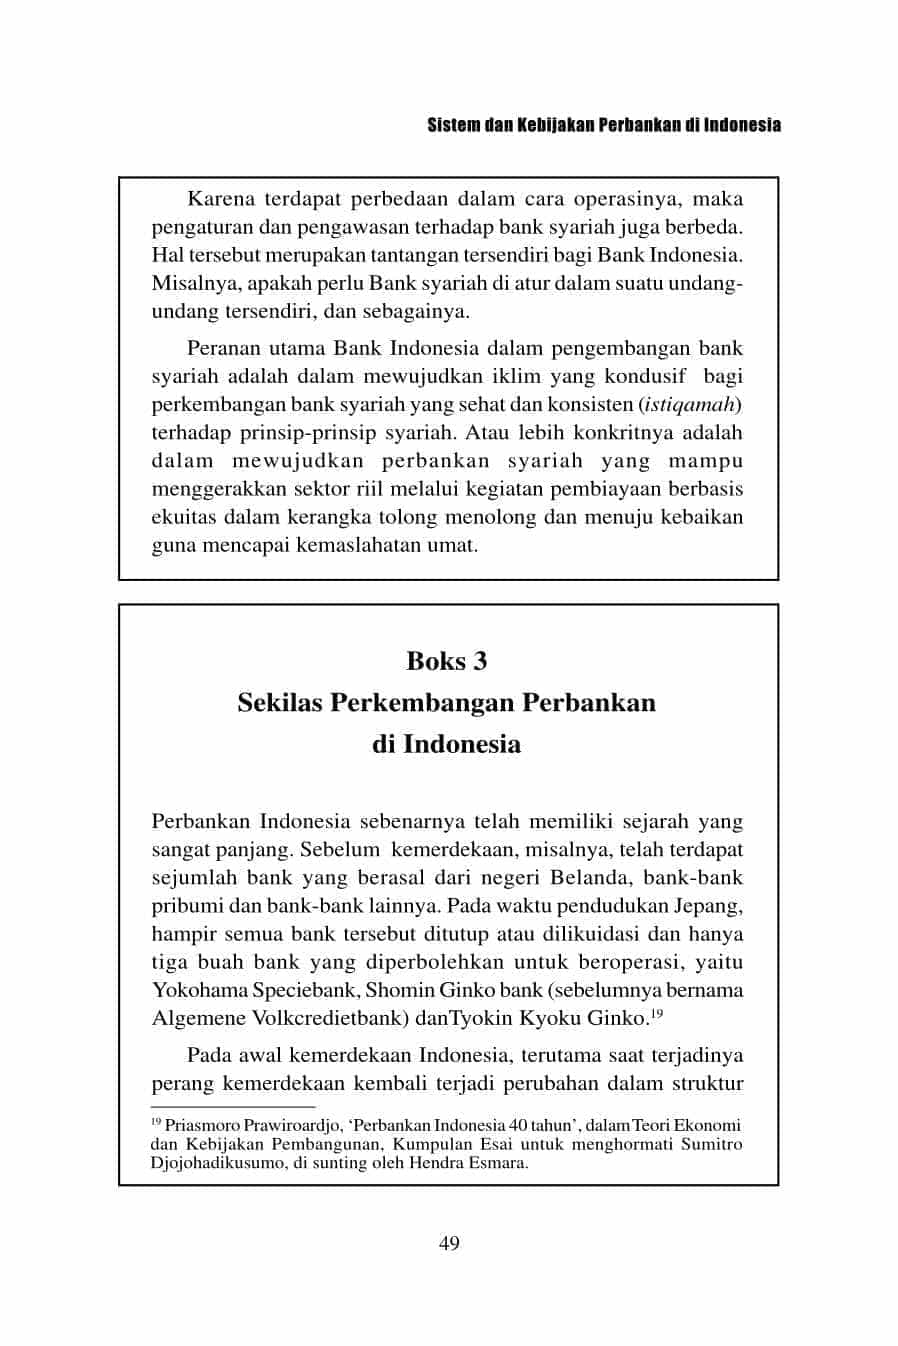 Sistem dan Kebijakan Perbankan di Indonesia
Karena terdapat perbedaan dalam cara operasinya, maka
pengaturan dan pengawasan terhadap bank syariah juga berbeda.
Hal tersebut merupakan tantangan tersendiri bagi Bank Indonesia.
Misalnya, apakah perlu Bank syariah di atur dalam suatu undang-
undang tersendiri, dan sebagainya.
Peranan utama Bank Indonesia dalam pengembangan bank
syariah adalah dalam mewujudkan iklim yang kondusif bagi
perkembangan bank syariah yang sehat dan konsisten (istiqamah)
terhadap prinsip-prinsip syariah. Atau lebih konkritnya adalah
dalam mewujudkan perbankan syariah yang mampu
menggerakkan sektor riil melalui kegiatan pembiayaan berbasis
ekuitas dalam kerangka tolong menolong dan menuju kebaikan
guna mencapai kemaslahatan umat.
Boks 3
Sekilas Perkembangan Perbankan
di Indonesia
Perbankan Indonesia sebenarnya telah memiliki sejarah yang
sangat panjang. Sebelum kemerdekaan, misalnya, telah terdapat
sejumlah bank yang berasal dari negeri Belanda, bank-bank
pribumi dan bank-bank lainnya. Pada waktu pendudukan Jepang,
hampir semua bank tersebut ditutup atau dilikuidasi dan hanya
tiga buah bank yang diperbolehkan untuk beroperasi, yaitu
Yokohama Speciebank, Shomin Ginko bank (sebelumnya bernama
Algemene Volkcredietbank) danTyokin Kyoku Ginko.19
Pada awal kemerdekaan Indonesia, terutama saat terjadinya
perang kemerdekaan kembali terjadi perubahan dalam struktur
19 Priasmoro Prawiroardjo, ‘Perbankan Indonesia 40 tahun’, dalam Teori Ekonomi
dan Kebijakan Pembangunan, Kumpulan Esai untuk menghormati Sumitro
Djojohadikusumo, di sunting oleh Hendra Esmara.
49